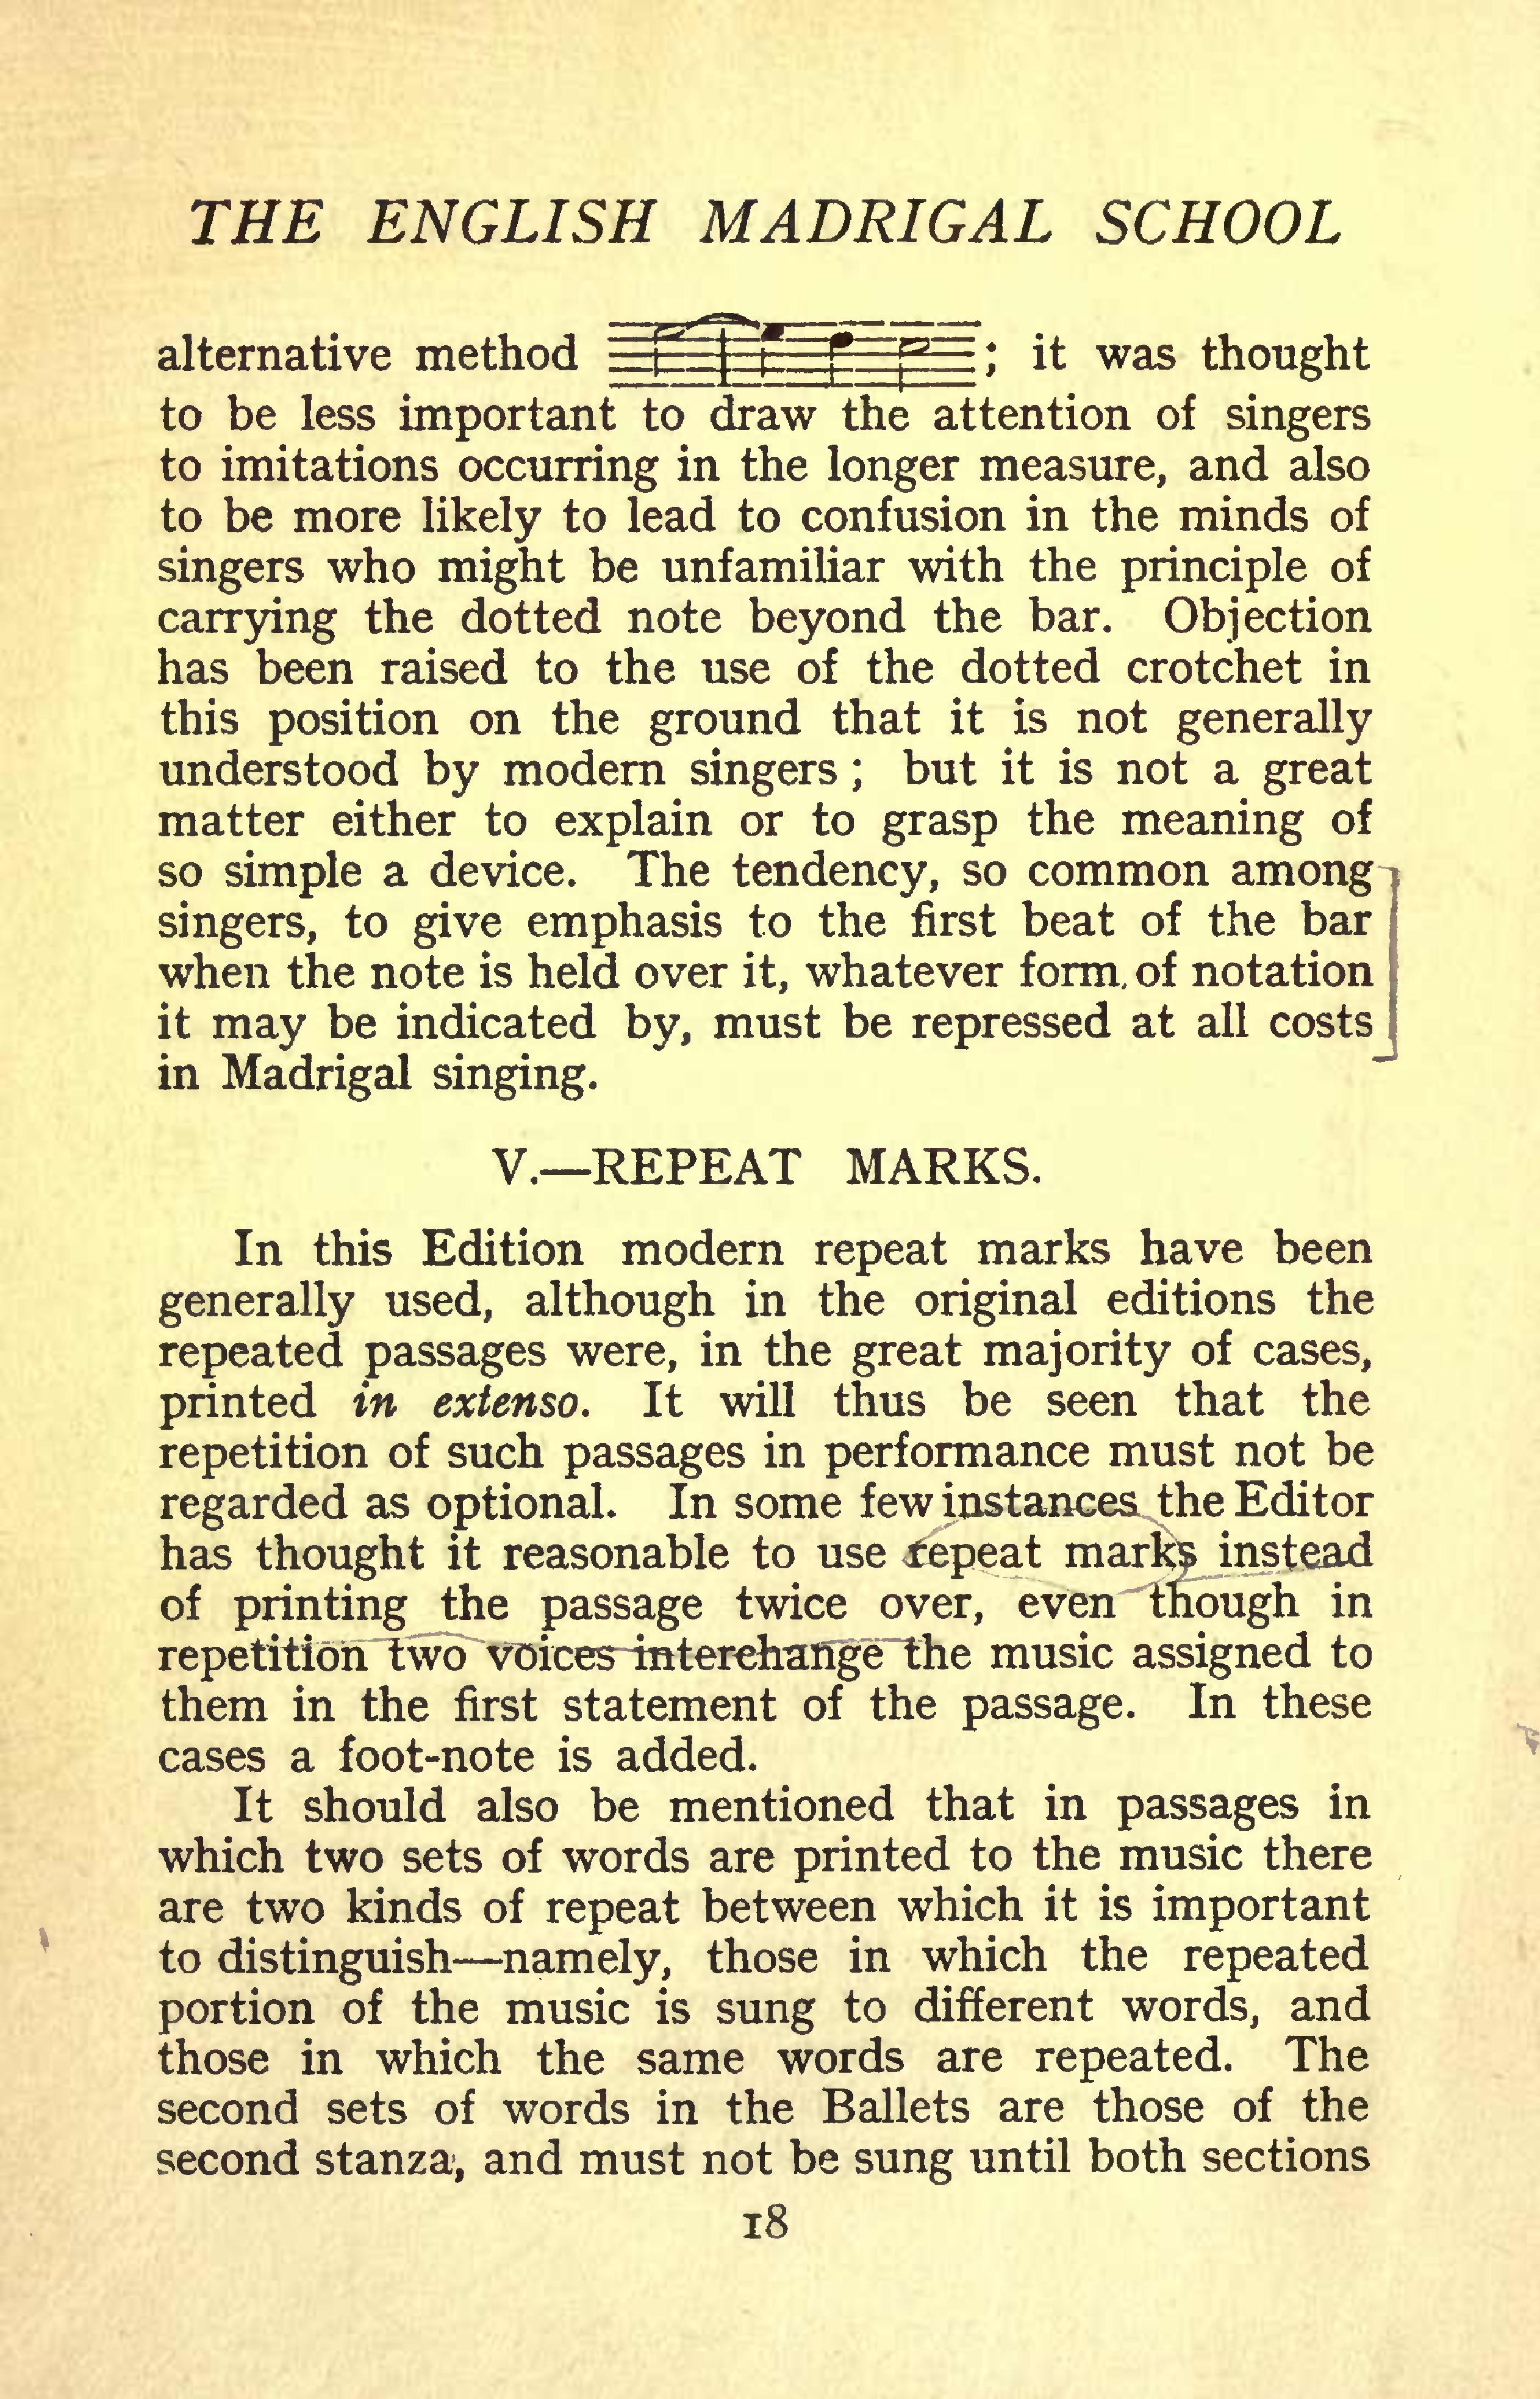 THE ENGLISH MADRIGAL SCHOOL
alternative method ; it was thought
to be less important to draw the attention of singers
to imitations occurring in the longer measure, and also
to be more likely to lead to confusion in the minds of
singers who might be unfamiliar with the principle of
carrying the dotted note beyond the bar. Objection
has been raised to the use of the dotted crotchet in
this position on the ground that it is not generally
understood by modern singers ; but it is not a great
matter either to explain or to grasp the meaning of
so simple a device. The tendency, so common among
singers, to give emphasis to the first beat of the bar
when the note is held over it, whatever form of notation
it may be indicated by, must be repressed at all costs
in Madrigal singing.
V.—REPEAT MARKS.
In this Edition modern repeat marks have been
generally used, although in the original editions the
repeated passages were, in the great majority of cases,
printed in extenso. It will thus be seen that the
repetition of such passages in performance must not be
regarded as optional. In some few instances the Editor
has thought it reasonable to use repeat marks instead
of printing the passage twice over, even though in
repetition two voices interchange the music assigned to
them in the first statement of the passage. In these
cases a foot-note is added.
It should also be mentioned that in passages in
which two sets of words are printed to the music there
are two kinds of repeat between which it is important
to distinguish—namely, those in which the repeated
portion of the music is sung to different words, and
those in which the same words are repeated. The
second sets of words in the Ballets are those of the
second stanza, and must not be sung until both sections
18